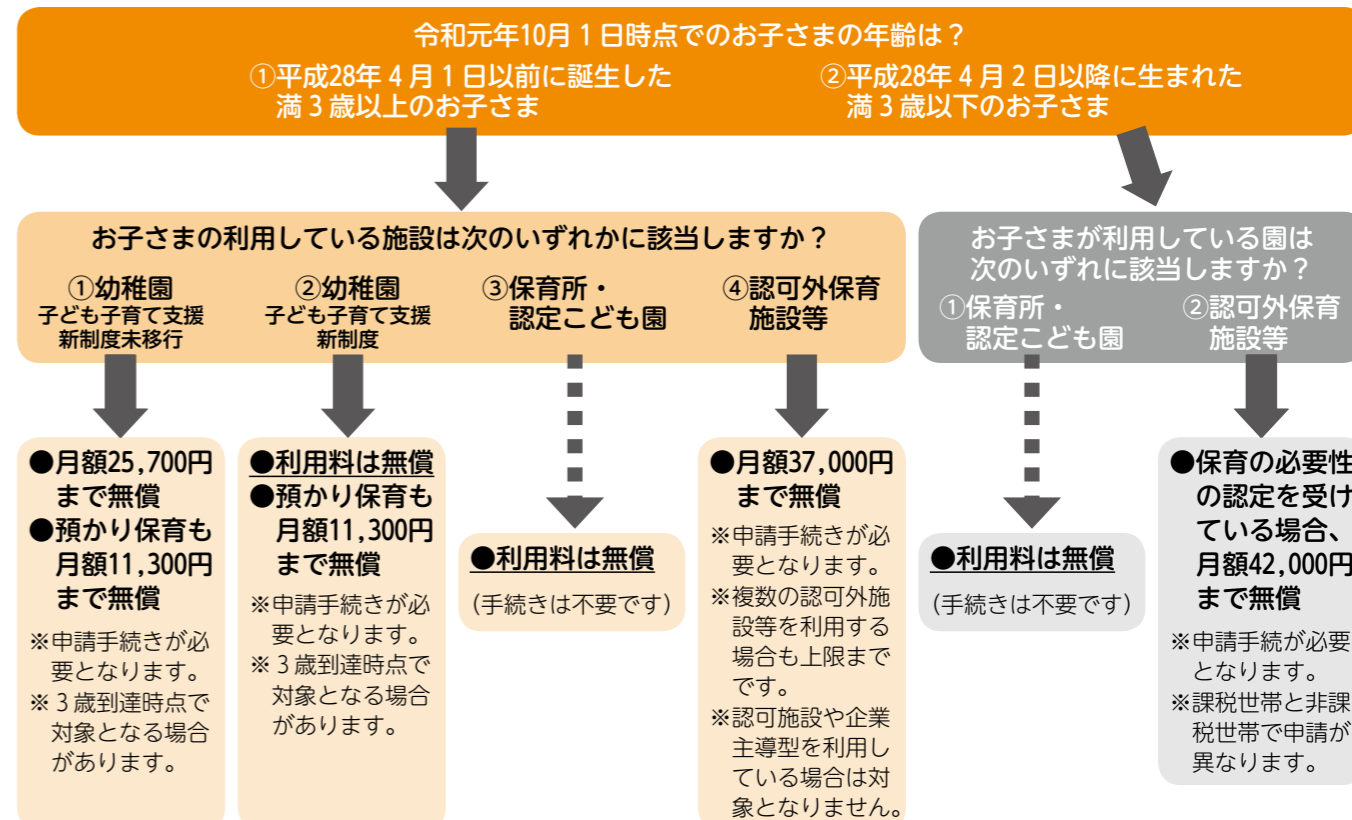 令和元年10月1日時点でのお子さまの年齢は？
①平成28年4月1日以前に誕生した
満3歳以上のお子さま
②平成28年4月2日以降に生まれた
満3歳以下のお子さま
お子さまの利用している施設は次のいずれかに該当しますか？
①幼稚園
子ども子育て支援
新制度未移行
②幼稚園
子ども子育て支援
新制度
③保育所・
認定こども園
④認可外保育
施設等
お子さまが利用している園は
次のいずれに該当しますか？
①保育所・
認定こども園
②認可外保育
施設等
●月額25,700円
まで無償
●預かり保育も
月額11,300円
まで無償
※申請手続きが必
要となります。
※3歳到達時点で
対象となる場合
があります。
●利用料は無償
●預かり保育も
月額11,300円
まで無償
※申請手続きが必
要となります。
※3歳到達時点で
対象となる場合
があります。
●利用料は無償
(手続きは不要です)
●月額37,000円
まで無償
※申請手続きが必
要となります。
※複数の認可外施
設等を利用する
場合も上限まで
です。
※認可施設や企業
主導型を利用し
ている場合は対
象となりません。
●利用料は無償
(手続きは不要です)
●保育の必要性
の認定を受け
ている場合、
月額42,000円
まで無償
※申請手続が必要
となります。
※課税世帯と非課
税世帯で申請が
異なります。